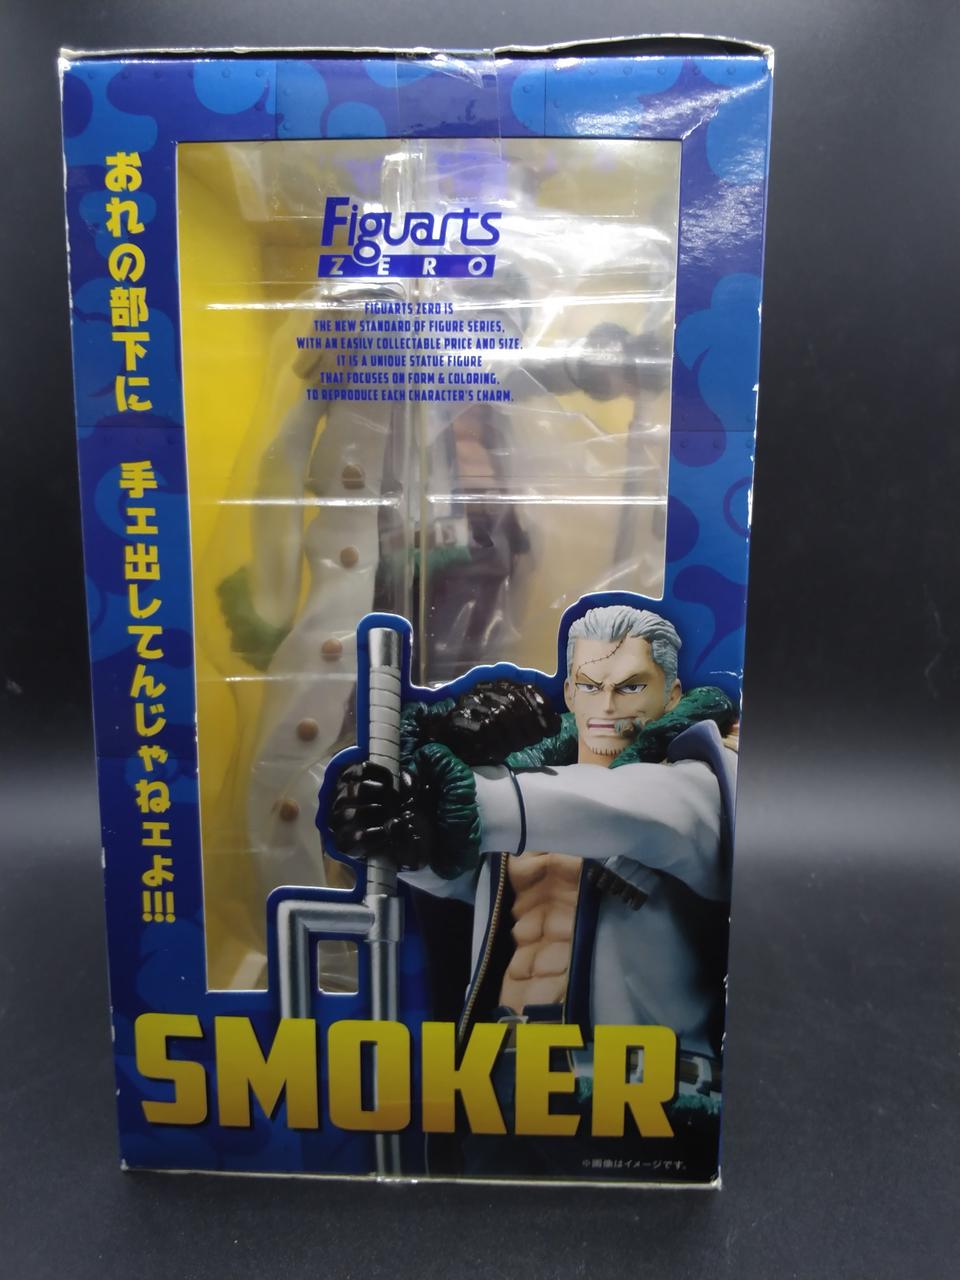 おれの部下に 手エ出してんじゃねエよ!!!
Figuarts
ZERO
FIGUARTS ZERO IS
THE NEW STANDARD OF FIGURE SERIES,
WITH AN EASILY COLLECTABLE PRICE AND SIZE.
IT IS A UNIQUE STATUE FIGURE
THAT FOCUSES ON FORM & COLORING,
TO REPRODUCE EACH CHARACTER'S CHARM.
SMOKER
※画像はイメージです。